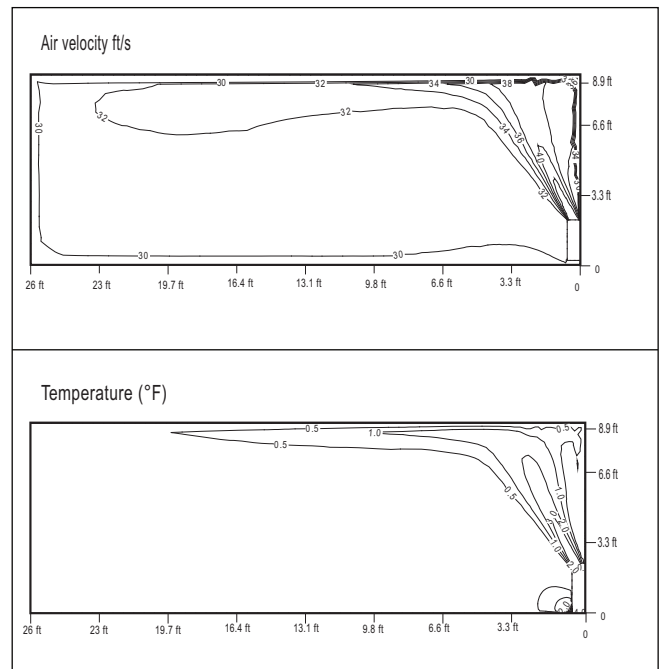 Air velocity ft/s
30 32 34 30 38
8.9 ft
32
32 34 36
6.6 ft
30
40
34
32
3.3 ft
30 30
0
26 ft 23 ft 19.7 ft 16.4 ft 13.1 ft 9.8 ft 6.6 ft 3.3 ft 0
Temperature (°F)
0.5 1.0 0.5
8.9 ft
0.5
6.6 ft
0.5 1.0
2.0
3.3 ft
1.0 2.0
0
26 ft 23 ft 19.7 ft 16.4 ft 13.1 ft 9.8 ft 6.6 ft 3.3 ft 0